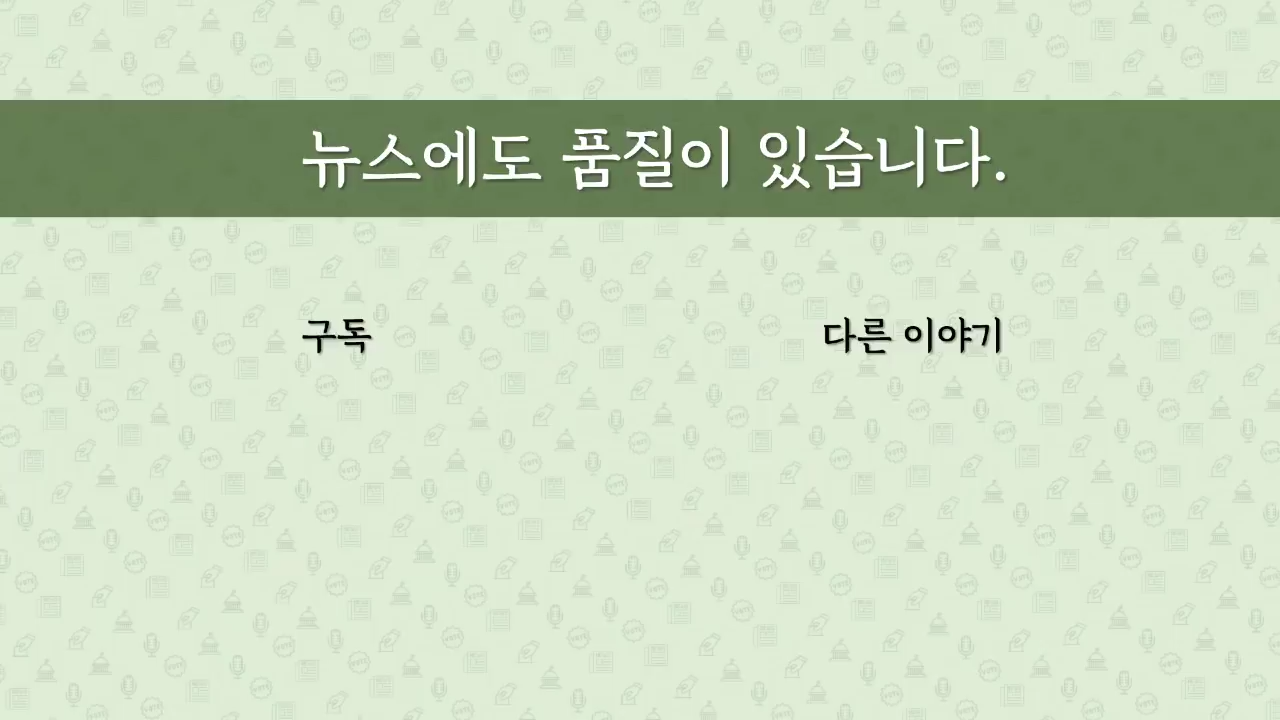 뉴스에도 품질이 있습니다.
구독
다른 이야기